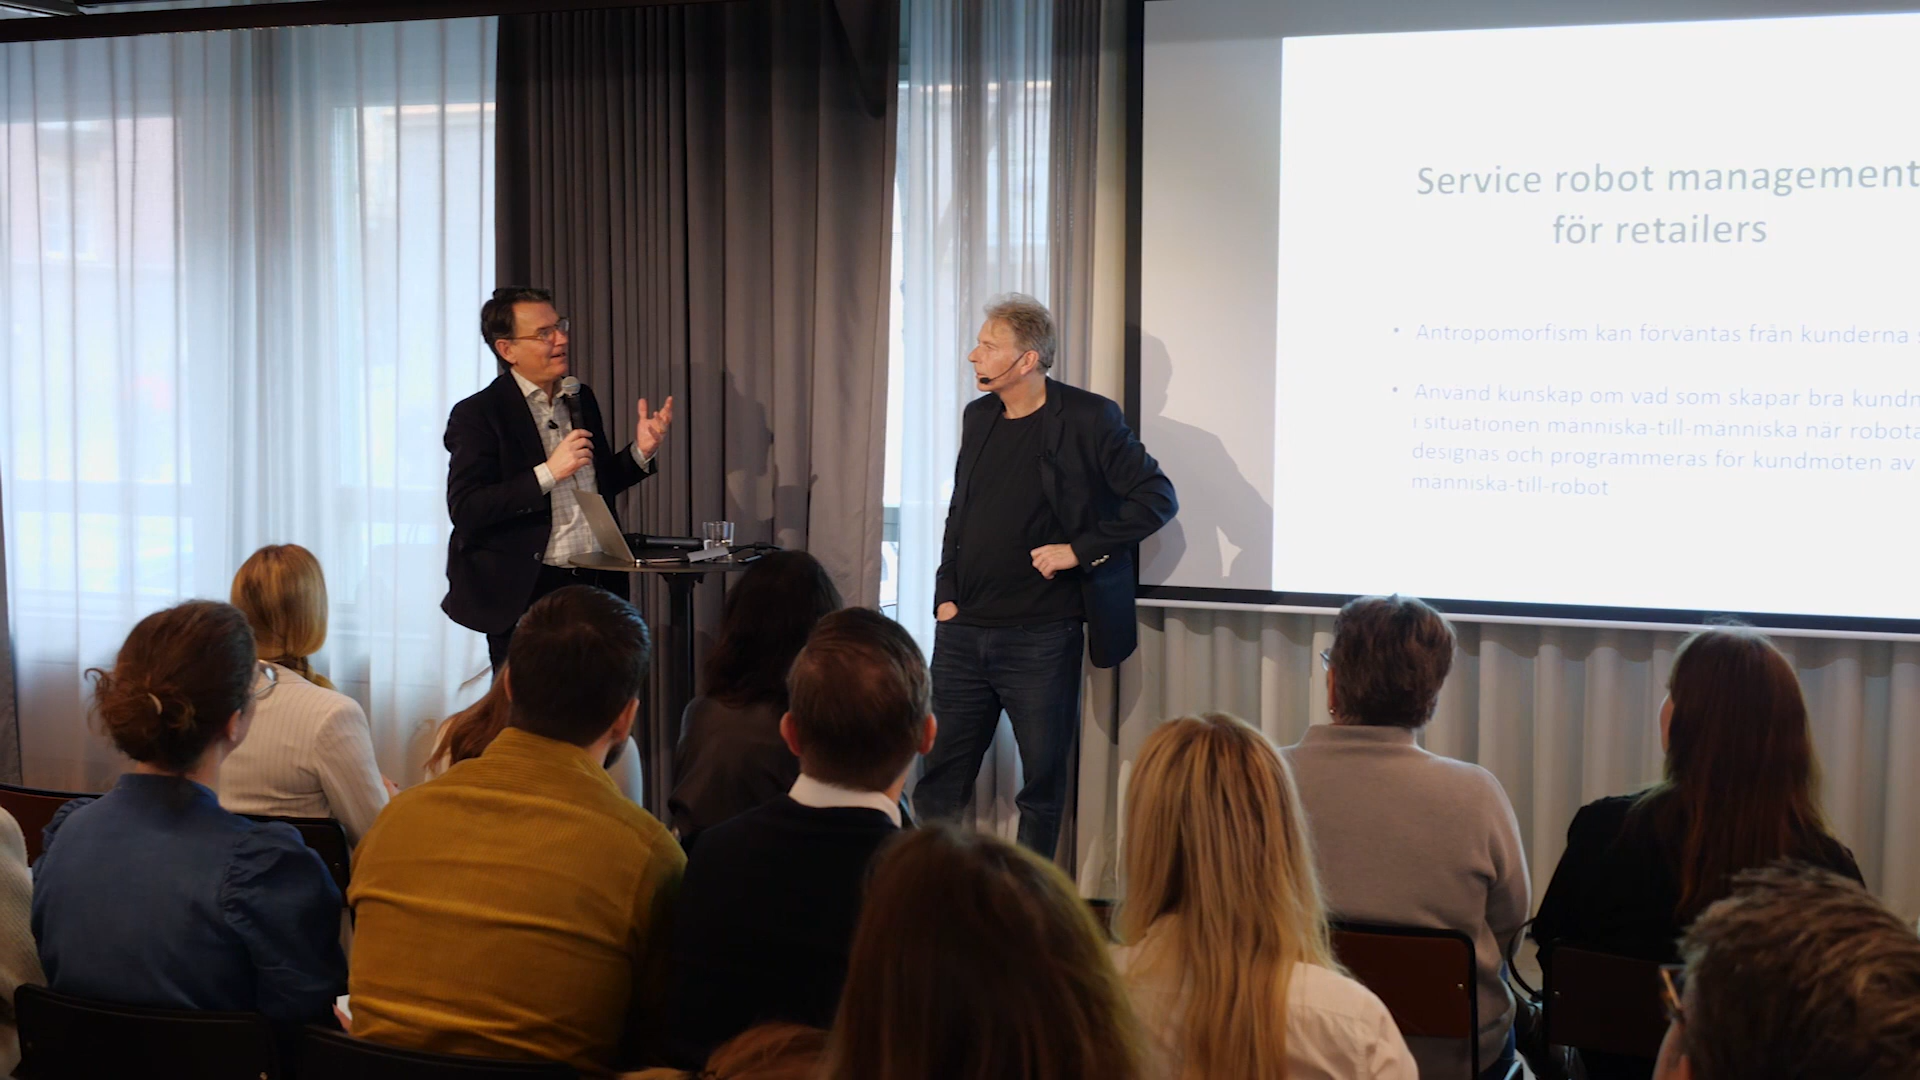 Service robot management
för retailers
• Antropomorfism kan förväntas från kunderna
• Använd kunskap om vad som skapar bra
i situationen människa-till-människa när
designas och programmeras för kundmöten av
människa-till-robot